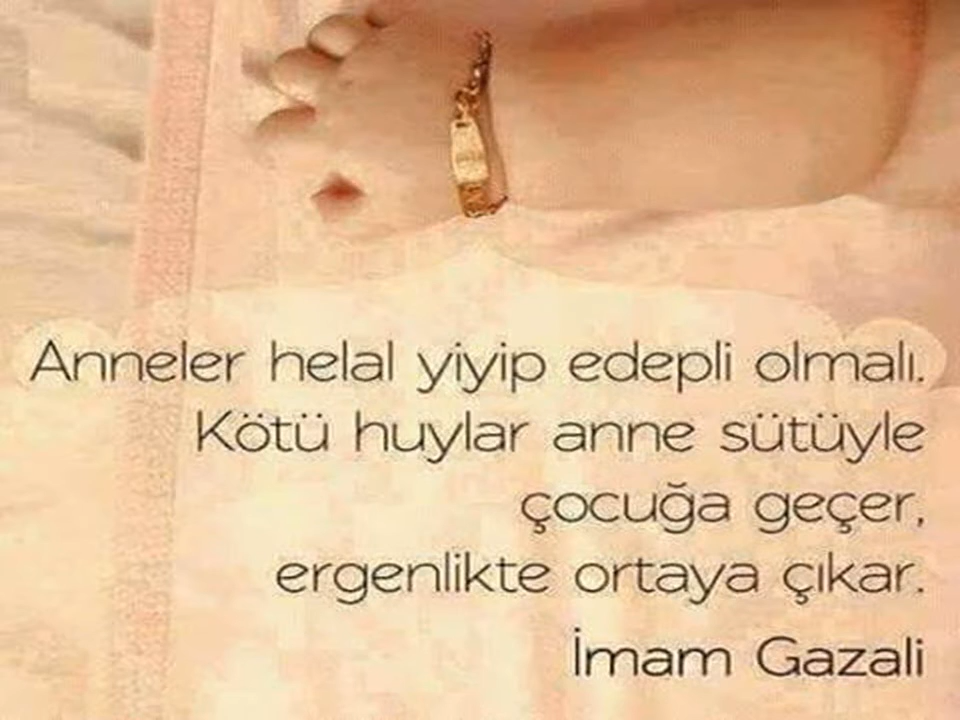 Anneler helal yiyip edepli olmalı.
Kötü huylar anne sütüyle
çocuğa geçer,
ergenlikte ortaya çıkar.
İmam Gazali